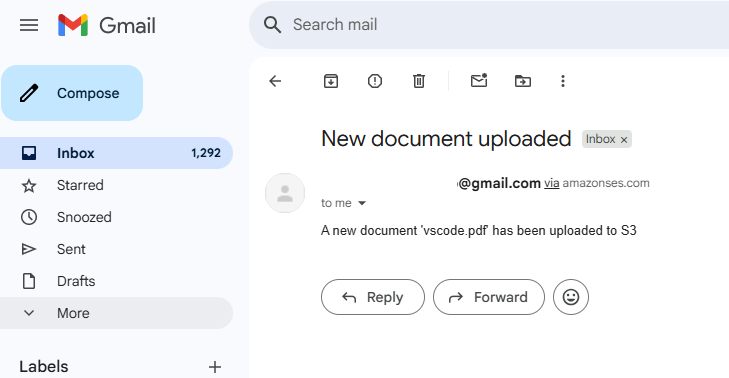 Gmail
Search mail
Compose
Inbox 1,292
Starred
Snoozed
Sent
Drafts
More
Labels
New document uploaded Inbox ×
@gmail.com via amazonses.com
to me
A new document 'vscode.pdf' has been uploaded to S3
Reply Forward